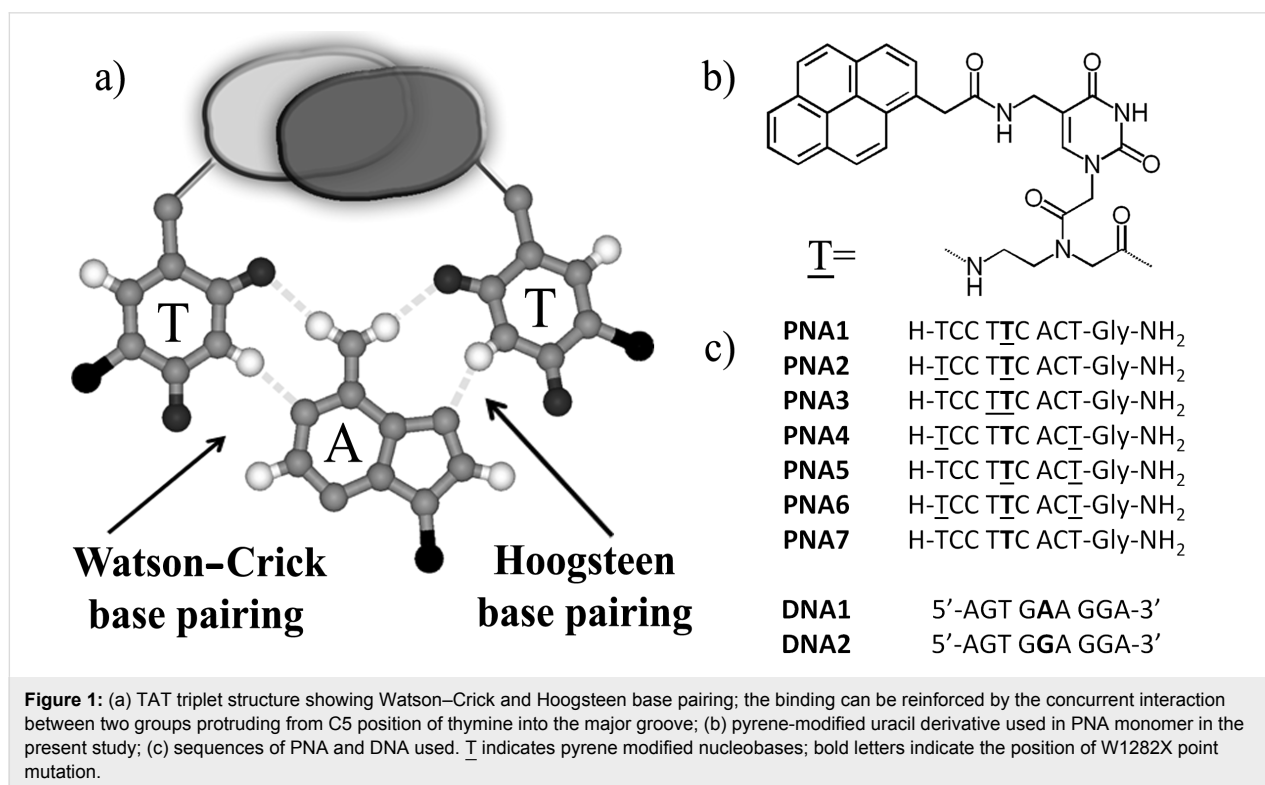 a)
T
T
A
Watson–Crick
base pairing
Hoogsteen
base pairing
b)
O
N
H
O
NH
N
O
O
N
O
N
H
T=
c)
PNA1 H-TCC TTC ACT-Gly-NH2
PNA2 H-TCC TTC ACT-Gly-NH2
PNA3 H-TCC TTC ACT-Gly-NH2
PNA4 H-TCC TTC ACT-Gly-NH2
PNA5 H-TCC TTC ACT-Gly-NH2
PNA6 H-TCC TTC ACT-Gly-NH2
PNA7 H-TCC TTC ACT-Gly-NH2
DNA1 5’-AGT GAA GGA-3’
DNA2 5’-AGT GGA GGA-3’
Figure 1: (a) TAT triplet structure showing Watson–Crick and Hoogsteen base pairing; the binding can be reinforced by the concurrent interaction
between two groups protruding from C5 position of thymine into the major groove; (b) pyrene-modified uracil derivative used in PNA monomer in the
present study; (c) sequences of PNA and DNA used. T indicates pyrene modified nucleobases; bold letters indicate the position of W1282X point
mutation.